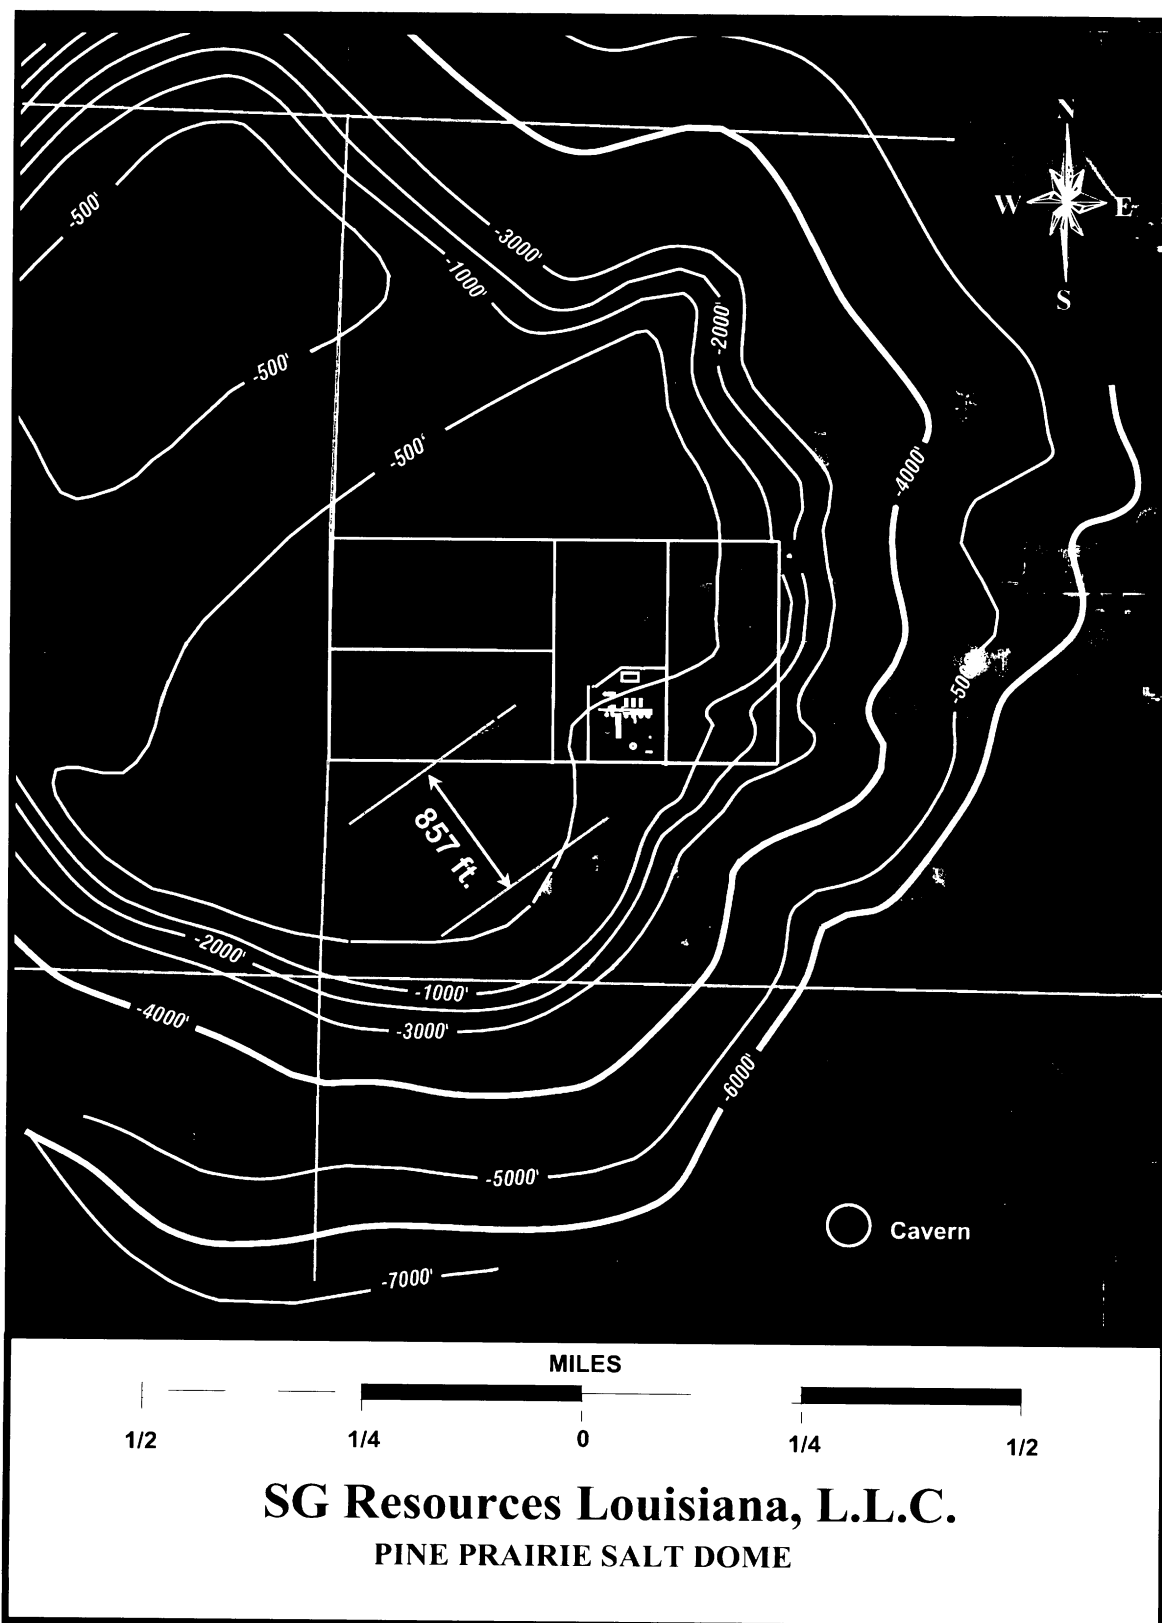 N
W E
S
-500'
-3000'
-1000'
-2000'
-500'
-500'
-4000'
-500
857 ft.
-2000'
-1000'
-4000'
-3000'
-6000'
-5000'
Cavern
-7000'
MILES
1/2 1/4 0 1/4 1/2
SG Resources Louisiana, L.L.C.
PINE PRAIRIE SALT DOME